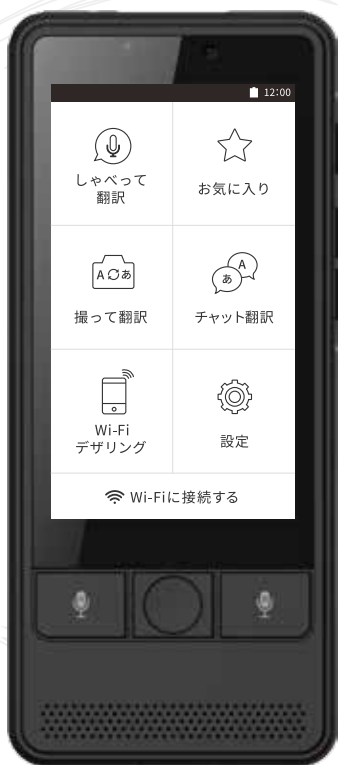 12:00
しゃべって
翻訳
お気に入り
Aあ
あ
A
撮って翻訳
チャット翻訳
Wi-Fi
デザリング
設定
Wi-Fiに接続する